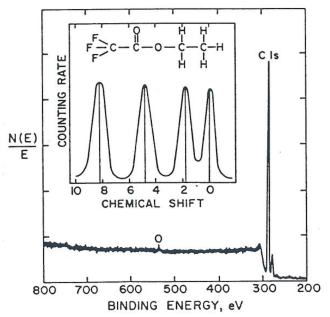 O H H
F || | |
F C — C — O — C — C — H
F | |
H H
COUNTING RATE
10 8 6 4 2 0
CHEMICAL SHIFT
C ls
N(E)
E
O
800 700 600 500 400 300 200
BINDING ENERGY, eV